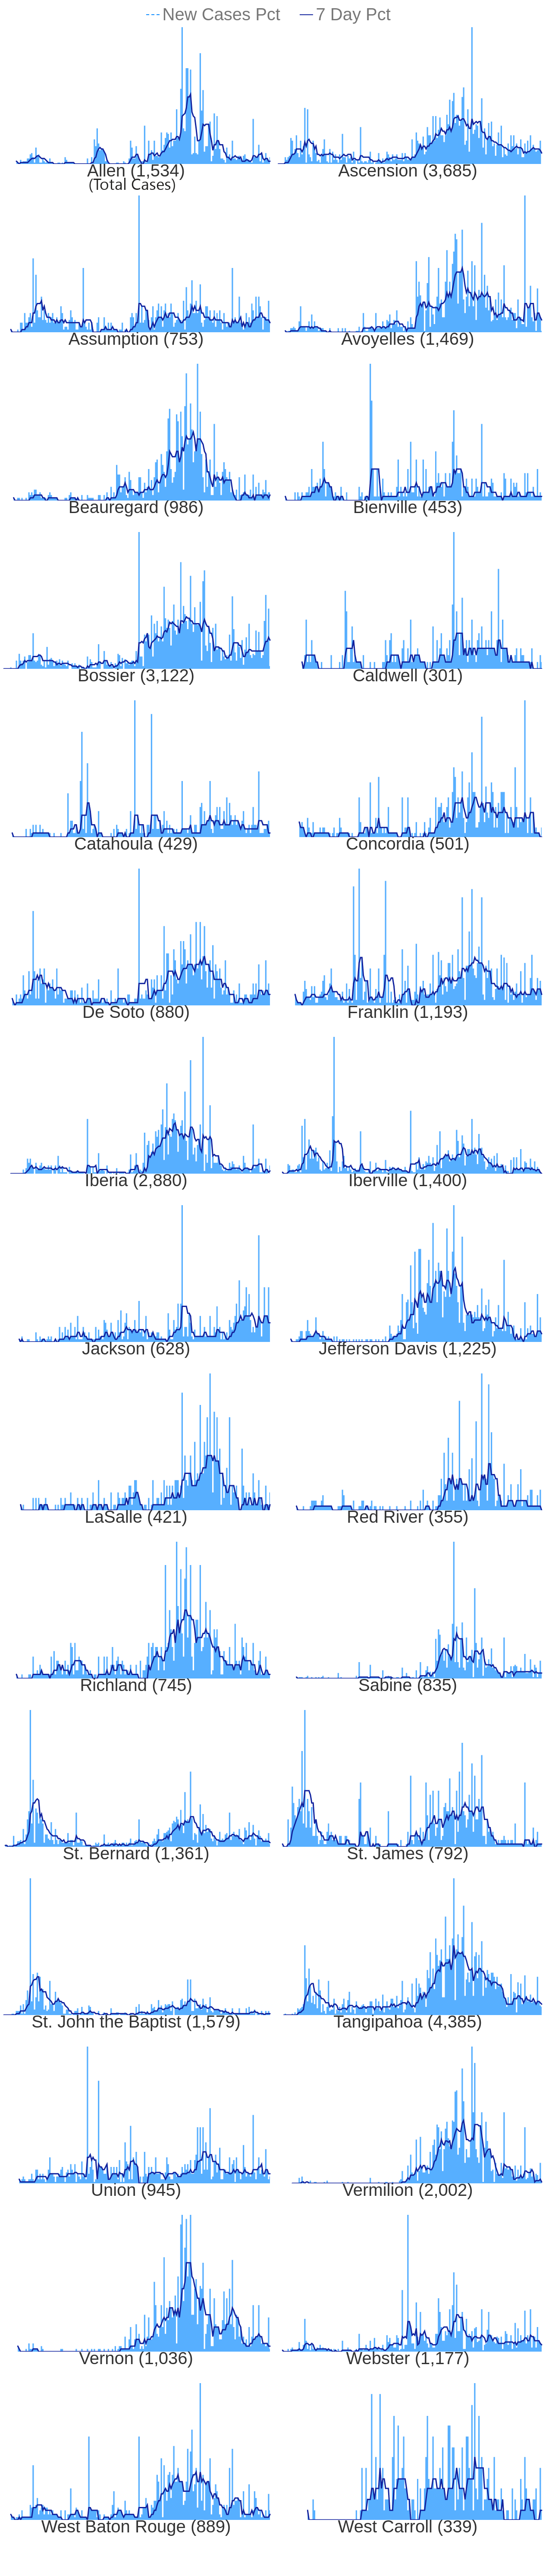 New Cases Pct 7 Day Pct
Allen (1,534) Ascension (3,685)
(Total Cases)
Assumption (753) Avoyelles (1,469)
Beauregard (986) Bienville (453)
Bossier (3,122) Caldwell (301)
Catahoula (429) Concordia (501)
De Soto (880) Franklin (1,193)
Iberia (2,880) Iberville (1,400)
Jackson (628) Jefferson Davis (1,225)
LaSalle (421) Red River (355)
Richland (745) Sabine (835)
St. Bernard (1,361) St. James (792)
St. John the Baptist (1,579) Tangipahoa (4,385)
Union (945) Vermilion (2,002)
Vernon (1,036) Webster (1,177)
West Baton Rouge (889) West Carroll (339)